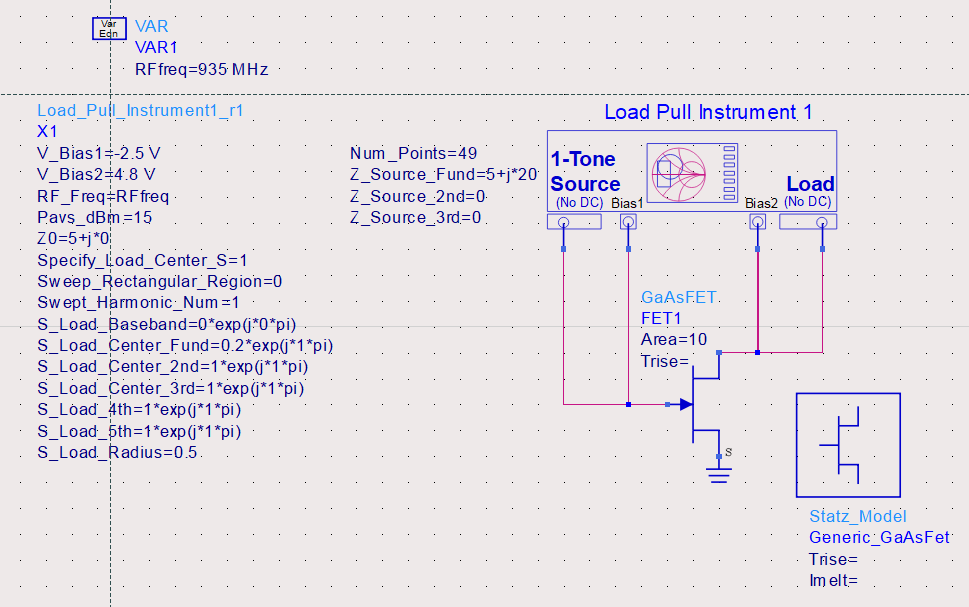 Var
Eqn
VAR
VAR1
RFfreq=935 MHz
Load_Pull_Instrument1_r1
X1
V_Bias1=-2.5 V
V_Bias2=4.8 V
RF_Freq=RFfreq
Pavs_dBm=15
Z0=5+j*0
Specify_Load_Center_S=1
Sweep_Rectangular_Region=0
Swept_Harmonic_Num=1
S_Load_Baseband=0*exp(j*0*pi)
S_Load_Center_Fund=0.2*exp(j*1*pi)
S_Load_Center_2nd=1*exp(j*1*pi)
S_Load_Center_3rd=1*exp(j*1*pi)
S_Load_4th=1*exp(j*1*pi)
S_Load_5th=1*exp(j*1*pi)
S_Load_Radius=0.5
Num_Points=49
Z_Source_Fund=5+j*20
Z_Source_2nd=0
Z_Source_3rd=0
Load Pull Instrument 1
1-Tone
Source
(No DC)
Bias1
Bias2
Load
(No DC)
GaAsFET
FET1
Area=10
Trise=
S
Statz_Model
Generic_GaAsFet
Trise=
Imelt=